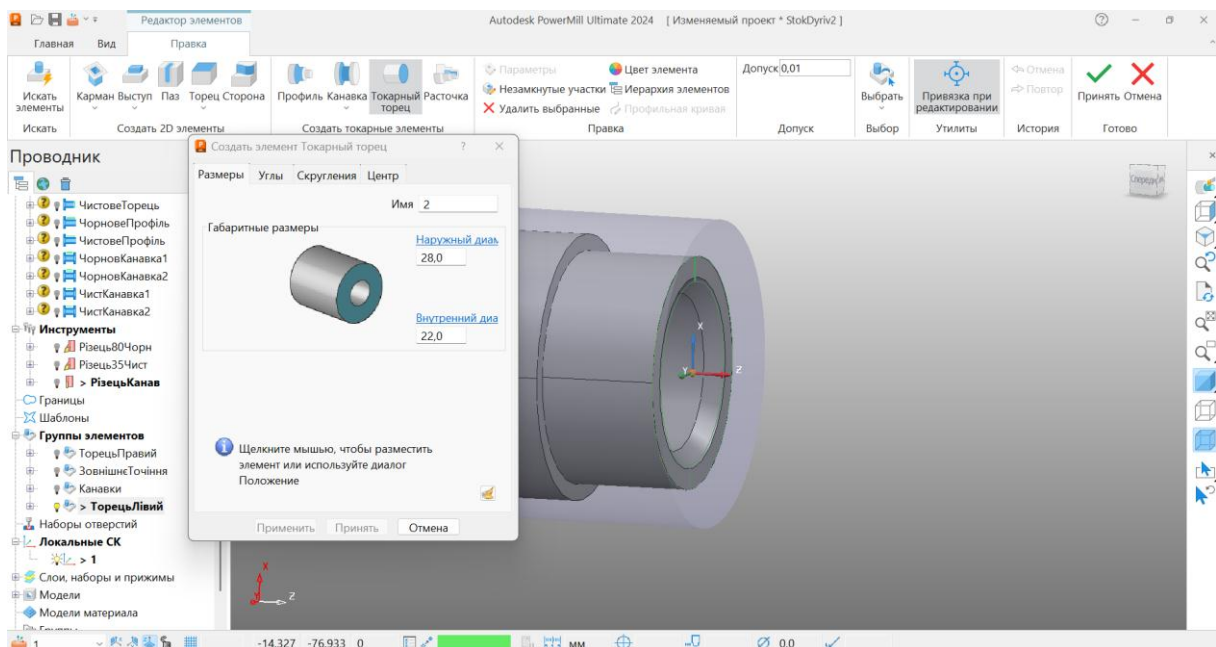 Редактор элементов
Autodesk PowerMill Ultimate 2024 [ Изменяемый проект * StokDyriv2 ]
Главная Вид Правка
Искать элементы
Карман Выступ Паз Торец Сторона
Профиль Канавка Токарный торец Расточка
Параметры Цвет элемента
Незамкнутые участки Иерархия элементов
Удалить выбранные Профильная кривая
Допуск 0,01
Выбрать
Привязка при редактировании
Отмена
Повтор
Принять Отмена
Искать Создать 2D элементы Создать токарные элементы Правка Допуск Выбор Утилиты История Готово
Проводник
ЧистовеТорець
ЧорновеПрофіль
ЧистовеПрофіль
ЧорновКанавка1
ЧорновКанавка2
ЧистКанавка1
ЧистКанавка2
Инструменты
Різець80Чорн
Різець35Чист
> РізецьКанав
Границы
Шаблоны
Группы элементов
ТорецьПравий
ЗовнішнєТочіння
Канавки
> ТорецьЛівий
Наборы отверстий
Локальные СК
> 1
Слои, наборы и прижимы
Модели
Модели материала
Создать элемент Токарный торец ? ×
Размеры Углы Скругления Центр
Имя 2
Габаритные размеры
Наружный диам
28,0
Внутренний диа
22,0
Щелкните мышью, чтобы разместить
элемент или используйте диалог
Положение
Применить Принять Отмена
X
Y
Z
X
Z
1 -14.327 -76.933 0 мм 0.0